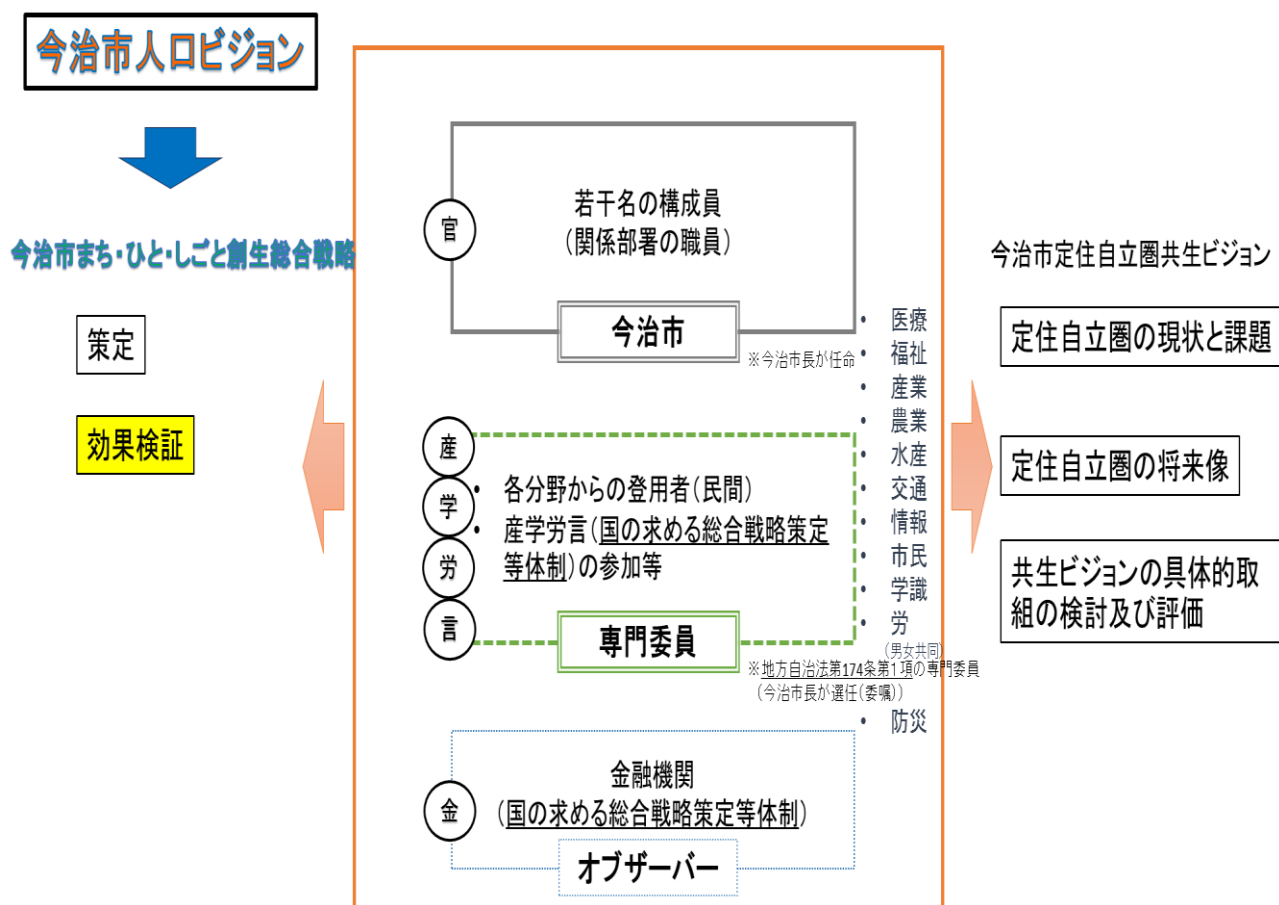 今治市人口ビジョン
今治市まち・ひと・しごと創生総合戦略
策定
効果検証
官
若干名の構成員
（関係部署の職員）
今治市
※今治市長が任命
産
学
労
言
• 各分野からの登用者（民間）
• 産学労言（国の求める総合戦略策定
等体制）の参加等
専門委員
※地方自治法第174条第1項の専門委員
（今治市長が選任（委嘱））
金
金融機関
（国の求める総合戦略策定等体制）
オブザーバー
• 医療
• 福祉
• 産業
• 農業
• 水産
• 交通
• 情報
• 市民
• 学識
• 労
（男女共同）
• 防災
今治市定住自立圏共生ビジョン
定住自立圏の現状と課題
定住自立圏の将来像
共生ビジョンの具体的取
組の検討及び評価